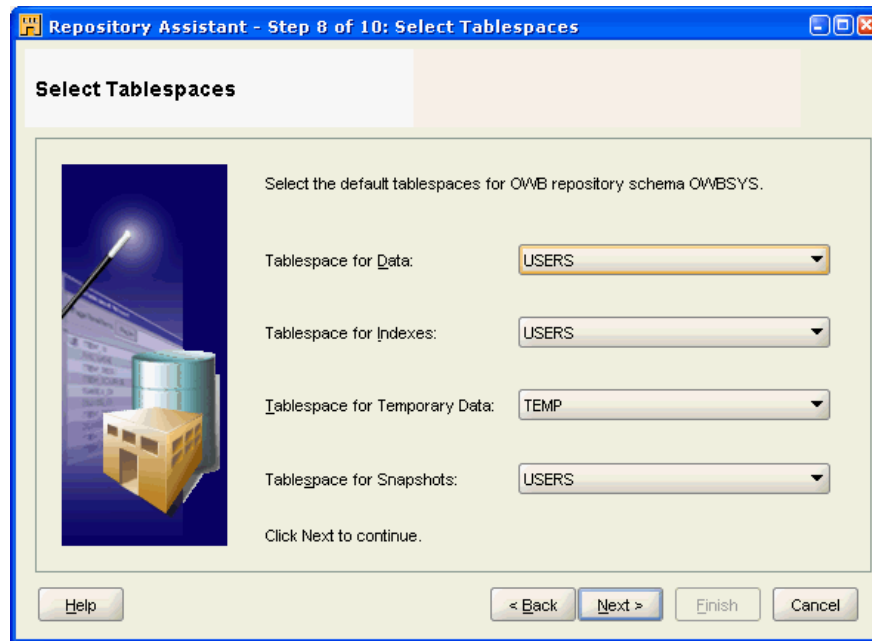 Repository Assistant - Step 8 of 10: Select Tablespaces
Select Tablespaces
Select the default tablespaces for OWB repository schema OWBSYS.
Tablespace for Data: USERS
Tablespace for Indexes: USERS
Tablespace for Temporary Data: TEMP
Tablespace for Snapshots: USERS
Click Next to continue.
Help < Back Next > Finish Cancel